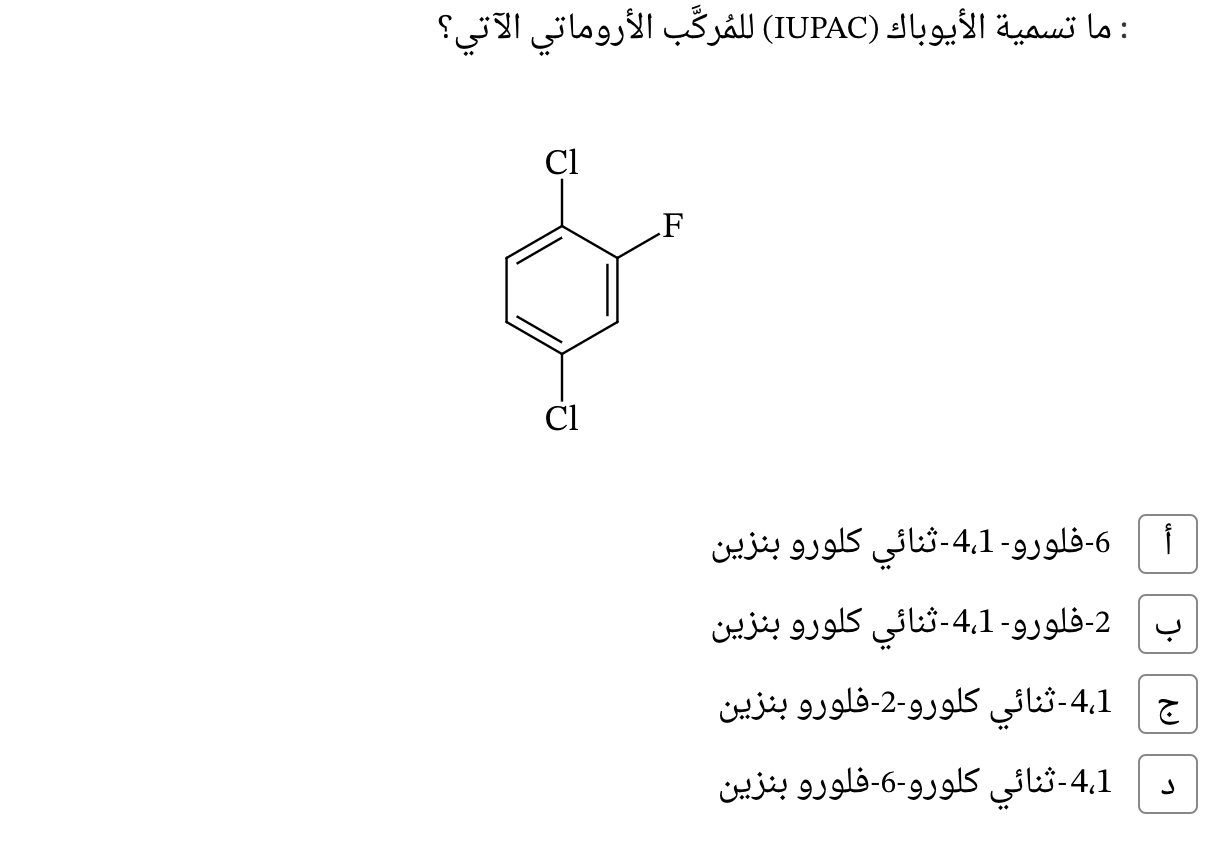 : ما تسمية الأيوباك (IUPAC) للمُركَّب الأروماتي الآتي؟
Cl
F
Cl
أ 6-فلورو- 4،1-ثنائي كلورو بنزين
ب 2-فلورو- 4،1-ثنائي كلورو بنزين
ج 4،1-ثنائي كلورو-2-فلورو بنزين
د 4،1-ثنائي كلورو-6-فلورو بنزين